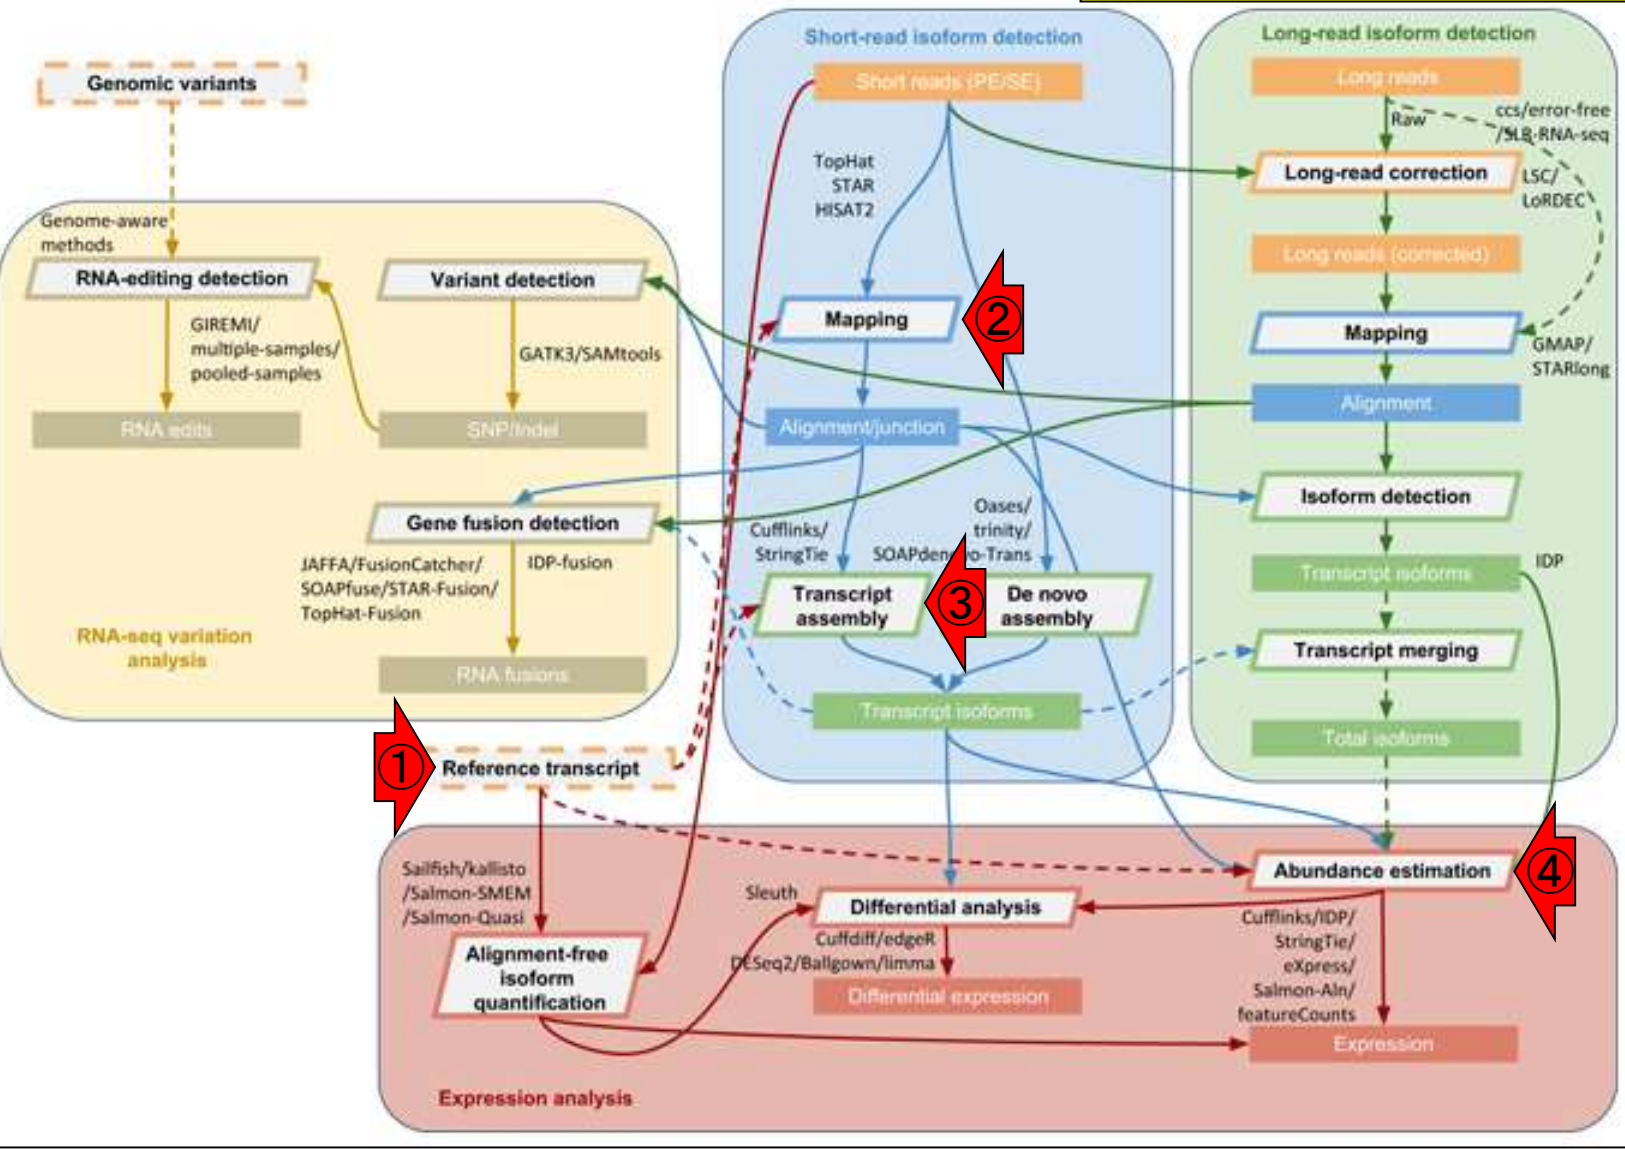 Genomic variants
Genome-aware
methods
RNA-editing detection
GIREMI/
multiple-samples/
pooled-samples
RNA edits
Variant detection
GATK3/SAMtools
SNP/Indel
Gene fusion detection
JAFFA/FusionCatcher/
SOAPfuse/STAR-Fusion/
TopHat-Fusion
IDP-fusion
RNA fusions
RNA-seq variation
analysis
Short-read isoform detection
Short reads (PE/SE)
TopHat
STAR
HISAT2
Mapping
②
Alignment/junction
Cufflinks/
StringTie
Oases/
trinity/
SOAPdenovo-Trans
Transcript
assembly
③
De novo
assembly
Transcript isoforms
Long-read isoform detection
Long reads
Raw
ccs/error-free
/SLR-RNA-seq
Long-read correction
LSC/
LoRDEC
Long reads (corrected)
Mapping
GMAP/
STARlong
Alignment
Isoform detection
Transcript isoforms
IDP
Transcript merging
Total isoforms
①
Reference transcript
Sailfish/kallisto
/Salmon-SMEM
/Salmon-Quasi
Alignment-free
isoform
quantification
Sleuth
Differential analysis
Cuffdiff/edgeR
DESeq2/Ballgown/limma
Differential expression
Abundance estimation
④
Cufflinks/IDP/
StringTie/
eXpress/
Salmon-Aln/
featureCounts
Expression
Expression analysis